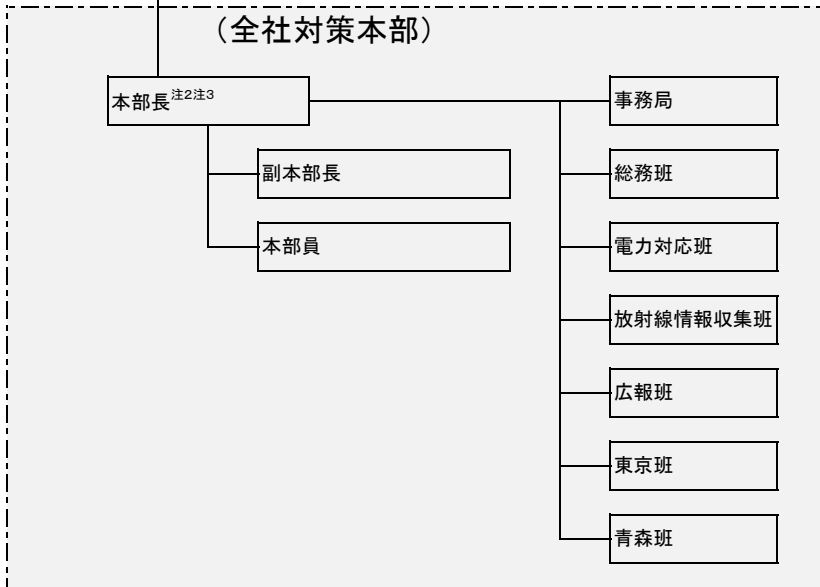 （全社対策本部）
本部長注2注3
事務局
副本部長
総務班
本部員
電力対応班
放射線情報収集班
広報班
東京班
青森班